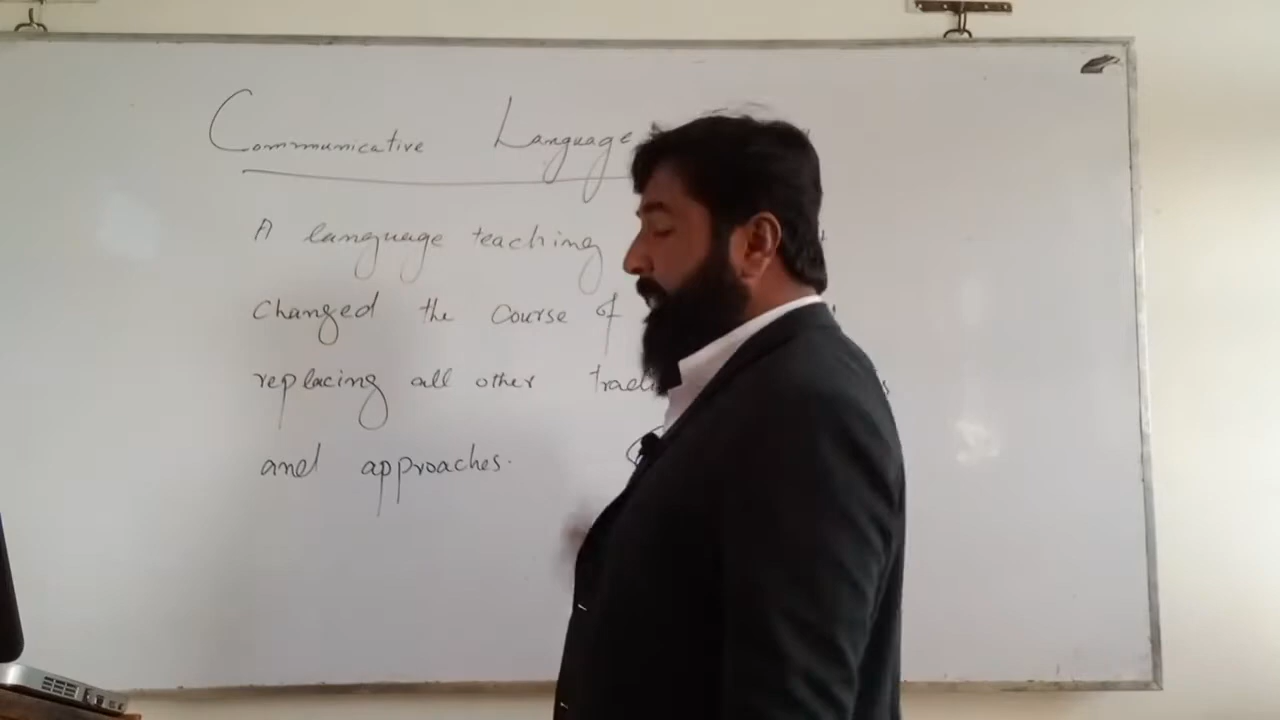 Communicative Language
A language teaching
changed the course of
replacing all other
and approaches.